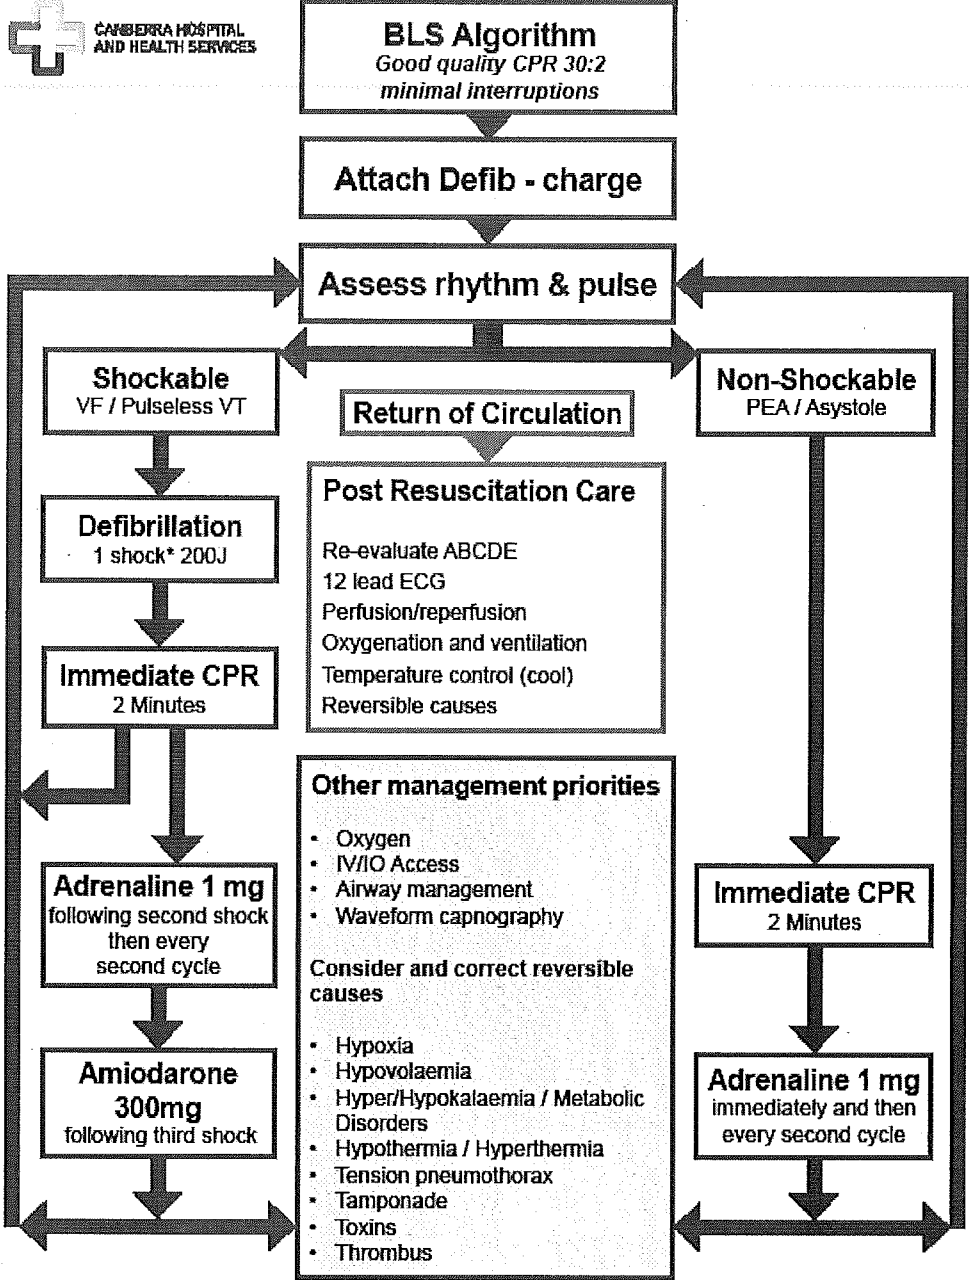 CANBERRA HOSPITAL
AND HEALTH SERVICES
BLS Algorithm
Good quality CPR 30:2
minimal interruptions
Attach Defib - charge
Assess rhythm & pulse
Shockable
VF / Pulseless VT
Defibrillation
1 shock* 200J
Immediate CPR
2 Minutes
Adrenaline 1 mg
following second shock
then every
second cycle
Amiodarone
300mg
following third shock
Return of Circulation
Post Resuscitation Care
Re-evaluate ABCDE
12 lead ECG
Perfusion/reperfusion
Oxygenation and ventilation
Temperature control (cool)
Reversible causes
Other management priorities
• Oxygen
• IV/IO Access
• Airway management
• Waveform capnography
Consider and correct reversible
causes
• Hypoxia
• Hypovolaemia
• Hyper/Hypokalaemia / Metabolic
Disorders
• Hypothermia / Hyperthermia
• Tension pneumothorax
• Tamponade
• Toxins
• Thrombus
Non-Shockable
PEA / Asystole
Immediate CPR
2 Minutes
Adrenaline 1 mg
immediately and then
every second cycle